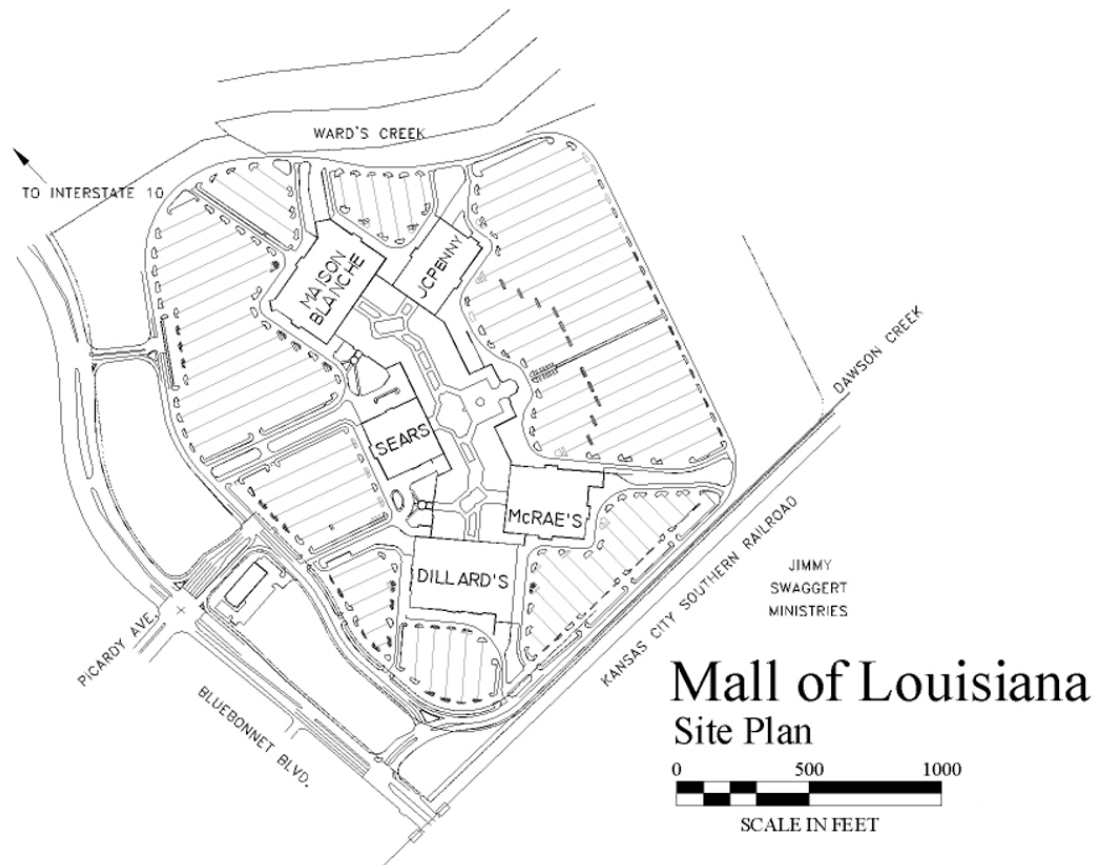 WARD'S CREEK
TO INTERSTATE 10
MAISON
BLANCHE
JCPENNY
DAWSON CREEK
SEARS
McRAE'S
DILLARD'S
KANSAS CITY SOUTHERN RAILROAD
JIMMY
SWAGGERT
MINISTRIES
PICARDY AVE.
BLUEBONNET BLVD.
Mall of Louisiana
Site Plan
0 500 1000
SCALE IN FEET